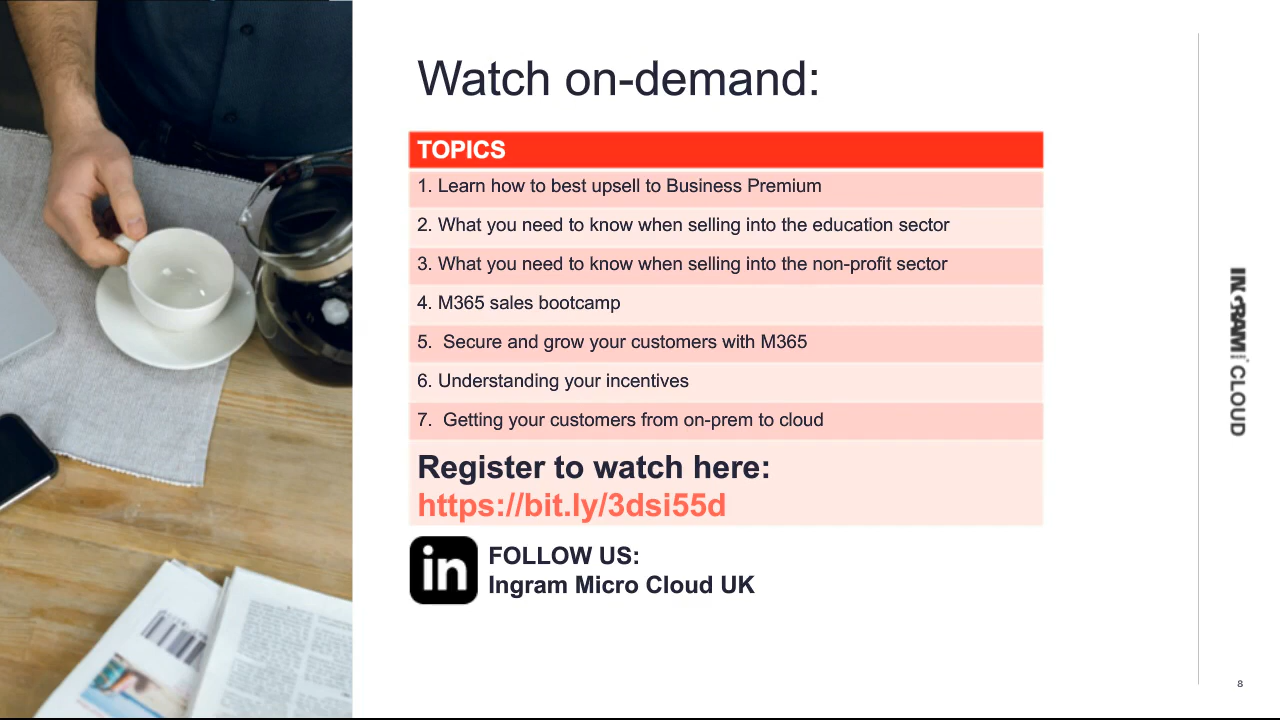 Watch on-demand:
TOPICS
1. Learn how to best upsell to Business Premium
2. What you need to know when selling into the education sector
3. What you need to know when selling into the non-profit sector
4. M365 sales bootcamp
5.  Secure and grow your customers with M365
6. Understanding your incentives
7.  Getting your customers from on-prem to cloud
Register to watch here:
https://bit.ly/3dsi55d
in
FOLLOW US:
Ingram Micro Cloud UK
INGRAM CLOUD
8